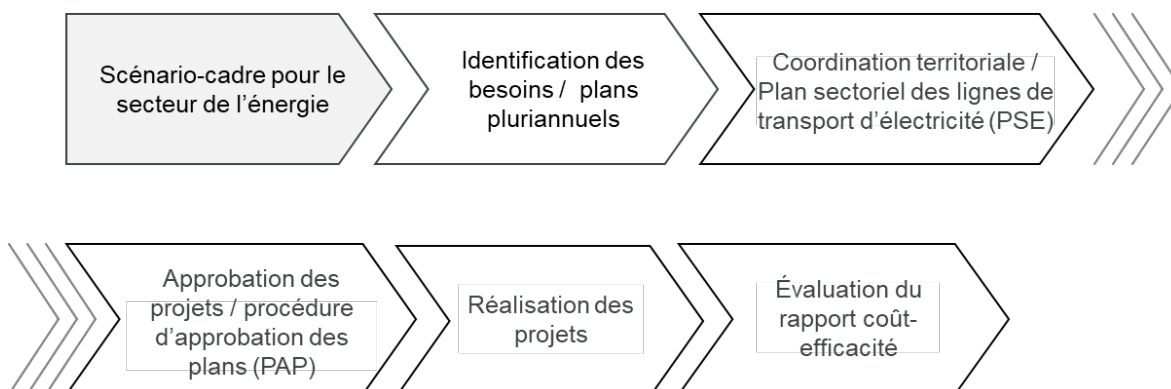 Scénario-cadre pour le
secteur de l'énergie
Identification des
besoins / plans
pluriannuels
Coordination territoriale /
Plan sectoriel des lignes de
transport d'électricité (PSE)
Approbation des
projets / procédure
d'approbation des
plans (PAP)
Réalisation des
projets
Évaluation du
rapport coût-
efficacité